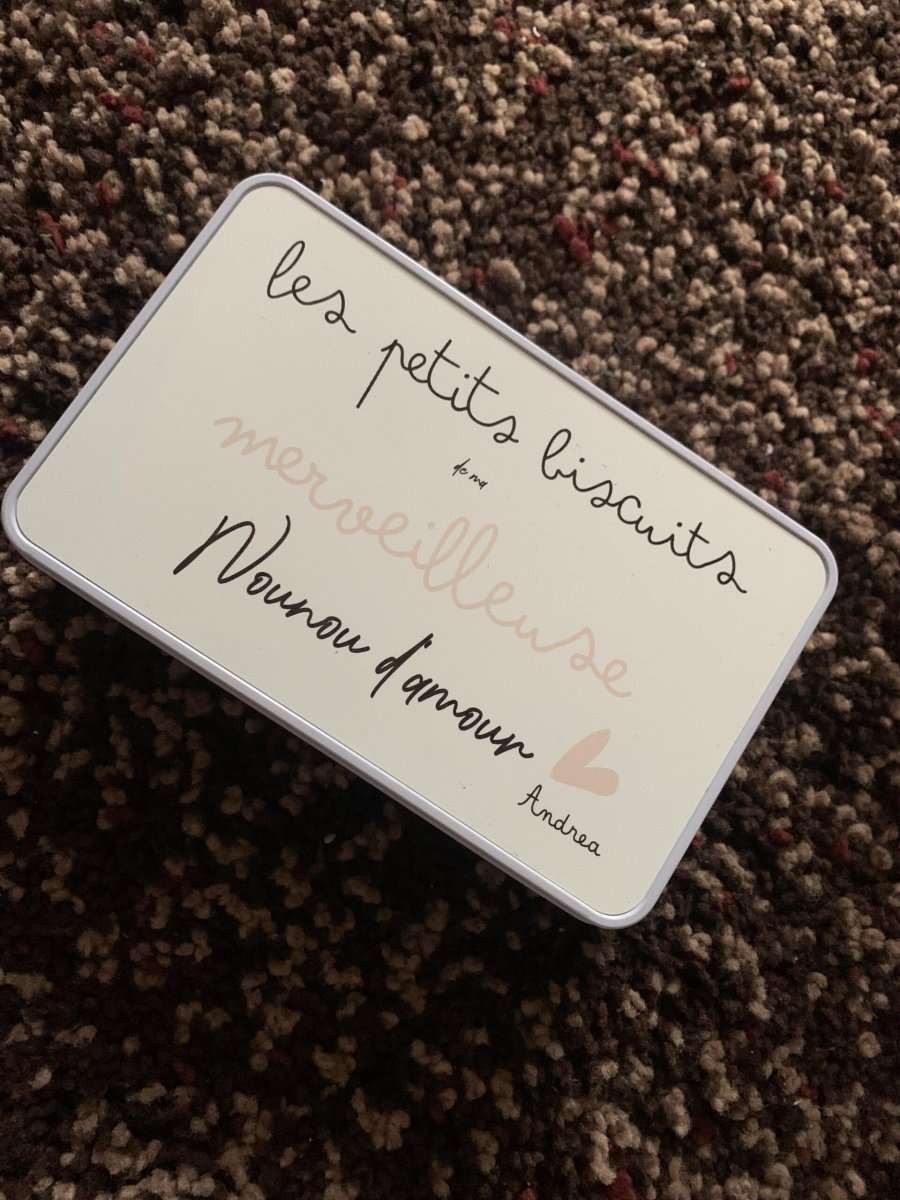 les petits biscuits
de ma
merveilleuse
Nounou d'amour
Andrea